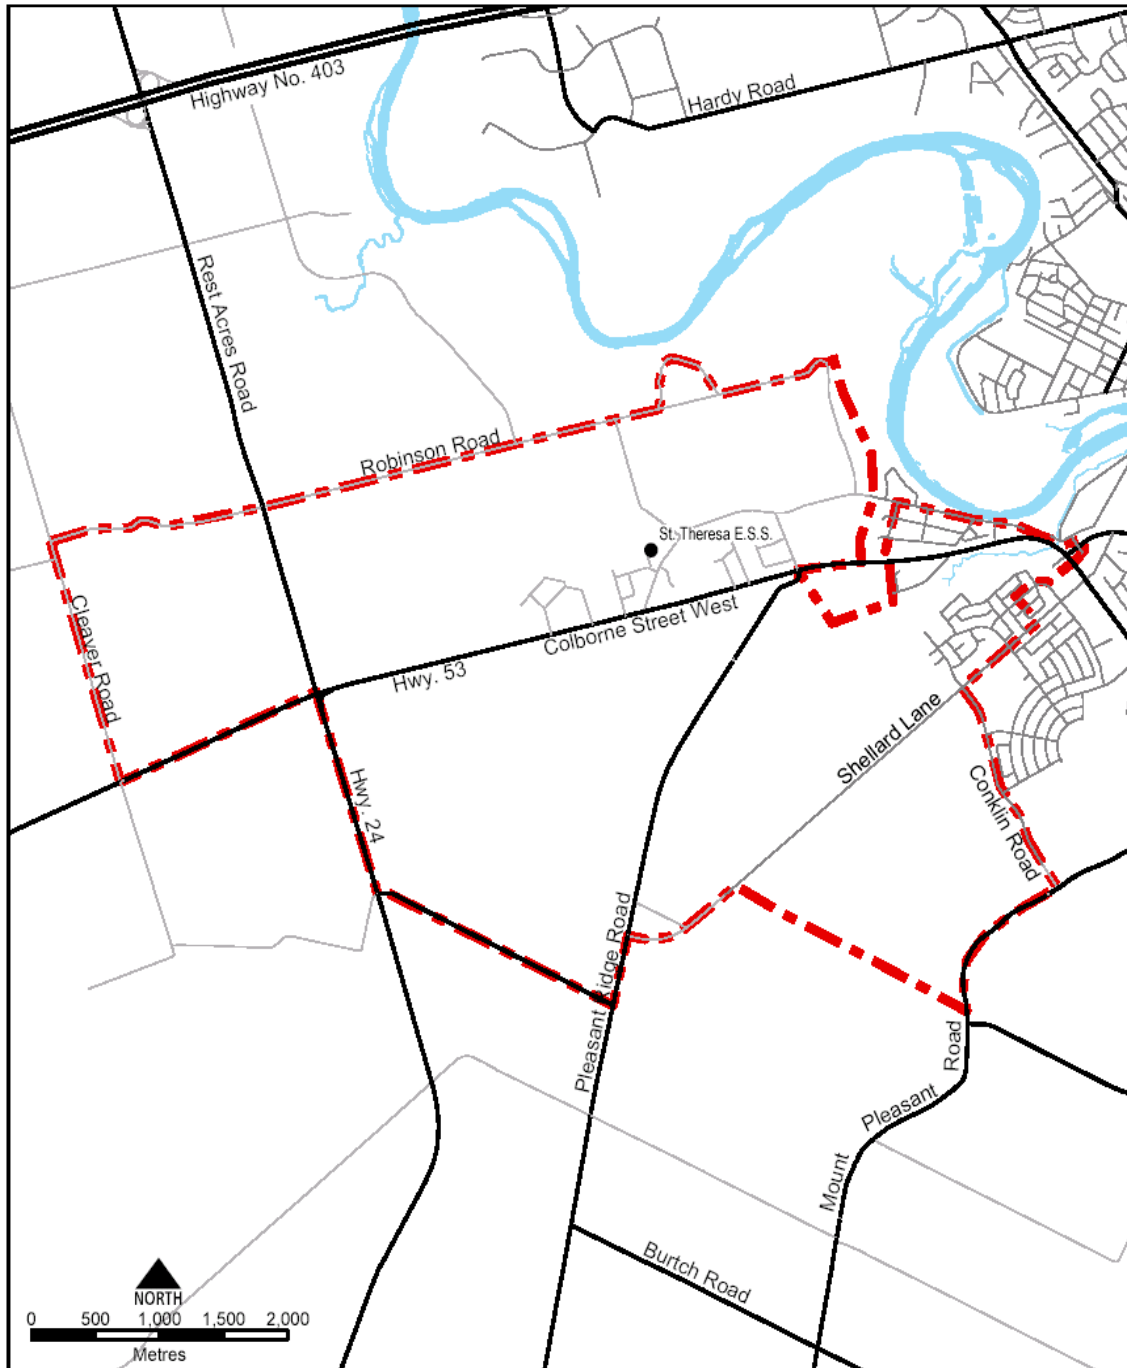 Highway No. 403
Hardy Road
Rest Acres Road
Robinson Road
St. Theresa E.S.S.
Cleaver Road
Colborne Street West
Hwy. 53
Shellard Lane
Hwy. 24
Conklin Road
Pleasant Ridge Road
Mount Pleasant Road
Burtch Road
NORTH
0 500 1,000 1,500 2,000
Metres